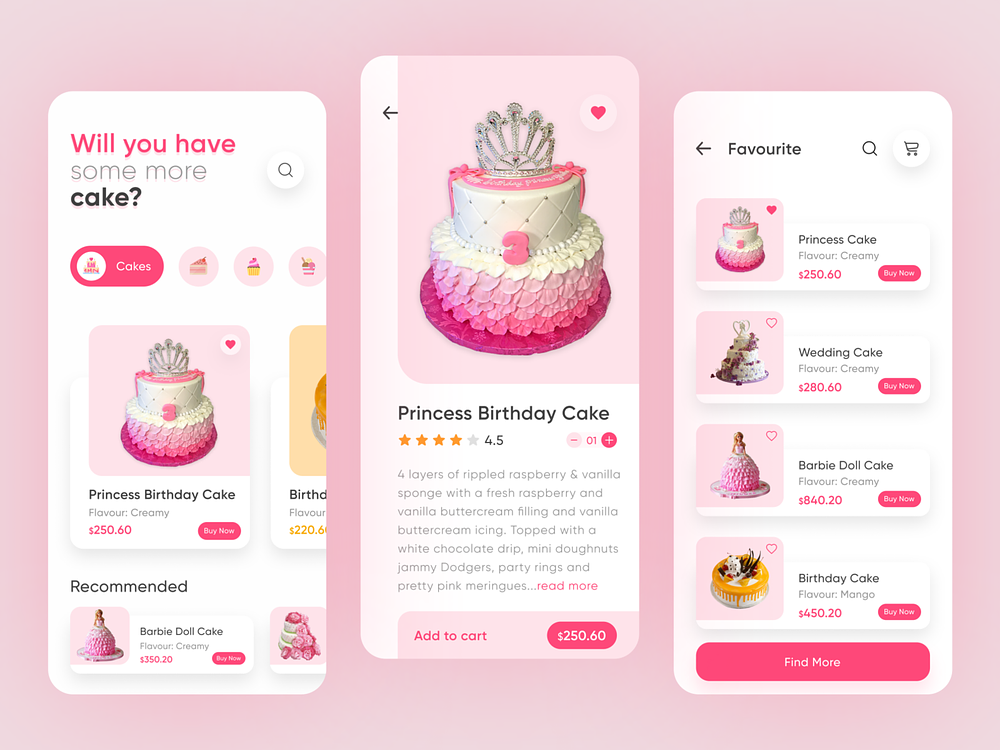 Will you have
some more
cake?
Cakes
Princess Birthday Cake
Flavour: Creamy
$250.60
Buy Now
Birthd
Flavour
$220.6
Recommended
Barbie Doll Cake
Flavour: Creamy
$350.20
Buy Now
3
Princess Birthday Cake
4.5
01
4 layers of rippled raspberry & vanilla
sponge with a fresh raspberry and
vanilla buttercream filling and vanilla
buttercream icing. Topped with a
white chocolate drip, mini doughnuts
jammy Dodgers, party rings and
pretty pink meringues...read more
Add to cart
$250.60
Favourite
Princess Cake
Flavour: Creamy
$250.60
Buy Now
Wedding Cake
Flavour: Creamy
$280.60
Buy Now
Barbie Doll Cake
Flavour: Creamy
$840.20
Buy Now
Birthday Cake
Flavour: Mango
$450.20
Buy Now
Find More